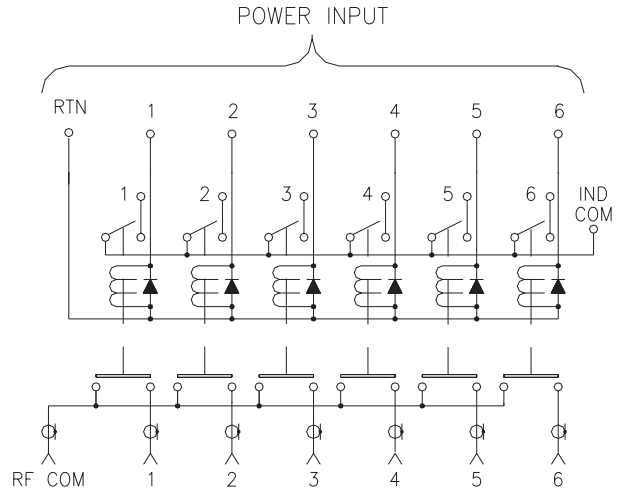 POWER INPUT
RTN 1 2 3 4 5 6
1 2 3 4 5 6 IND
COM
RF COM 1 2 3 4 5 6